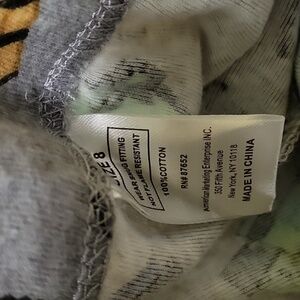 SIZE 8
WEAR SNUG FITTING
NOT FLAME RESISTANT
100%COTTON
RN# 87652
American Marketing Enterprise INC.
350 Fifth Avenue
New York, NY 10118
MADE IN CHINA